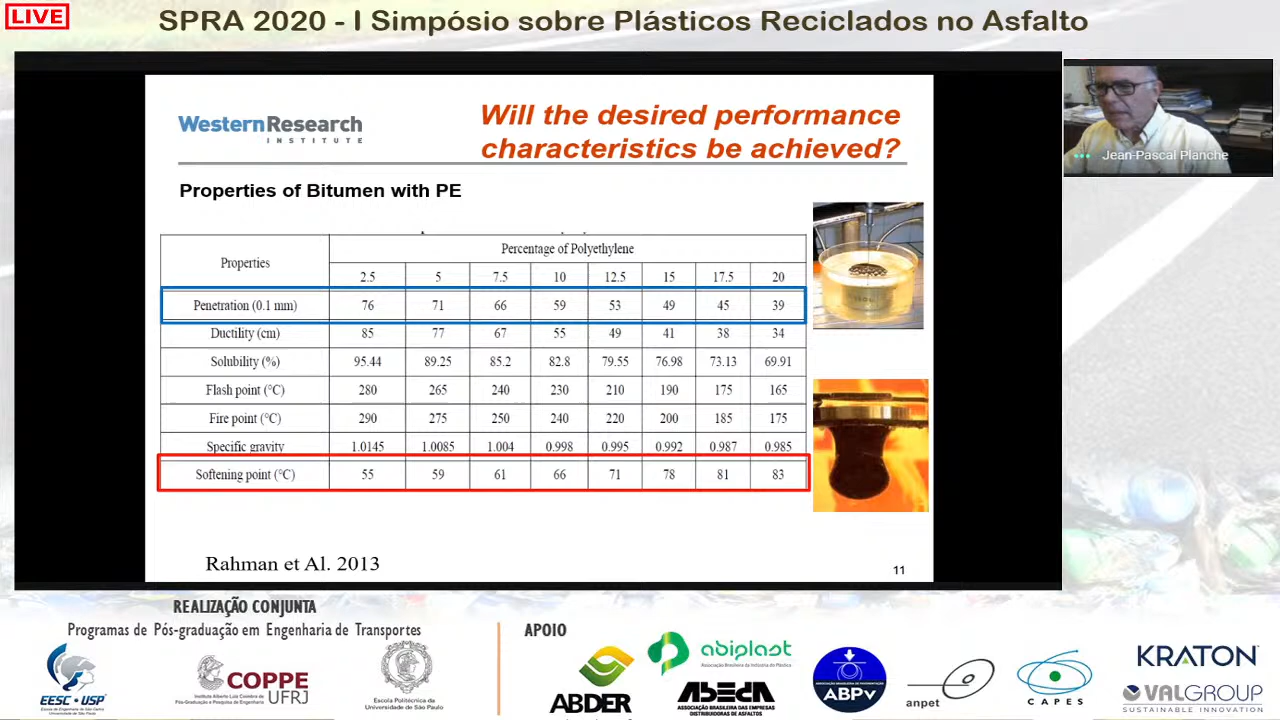 LIVE
SPRA 2020 - I Simpósio sobre Plásticos Reciclados no Asfalto
WesternResearch
INSTITUTE
Will the desired performance
characteristics be achieved?
Jean-Pascal Planche
Properties of Bitumen with PE
Properties Percentage of Polyethylene
2.5 5 7.5 10 12.5 15 17.5 20
Penetration (0.1 mm) 76 71 66 59 53 49 45 39
Ductility (cm) 85 77 67 55 49 41 38 34
Solubility (%) 95.44 89.25 85.2 82.8 79.55 76.98 73.13 69.91
Flash point (°C) 280 265 240 230 210 190 175 165
Fire point (°C) 290 275 250 240 220 200 185 175
Specific gravity 1.0145 1.0085 1.004 0.998 0.995 0.992 0.987 0.985
Softening point (°C) 55 59 61 66 71 78 81 83
Rahman et Al. 2013
11
REALIZAÇÃO CONJUNTA
Programas de Pós-graduação em Engenharia de Transportes
EESC • USP
Escola de Engenharia de São Carlos
Universidade de São Paulo
COPPE
UFRJ
Instituto Alberto Luiz Coimbra de
Pós-Graduação e Pesquisa de Engenharia
Escola Politécnica da
Universidade de São Paulo
APOIO
ABDER
abiplast
Associação Brasileira da Indústria do Plástico
ABEDA
ASSOCIAÇÃO BRASILEIRA DAS EMPRESAS
DISTRIBUIDORAS DE ASFALTOS
ABPv
anpet
CAPES
KRATON
VALGROUP
SUSTAINABLE INNOVATION